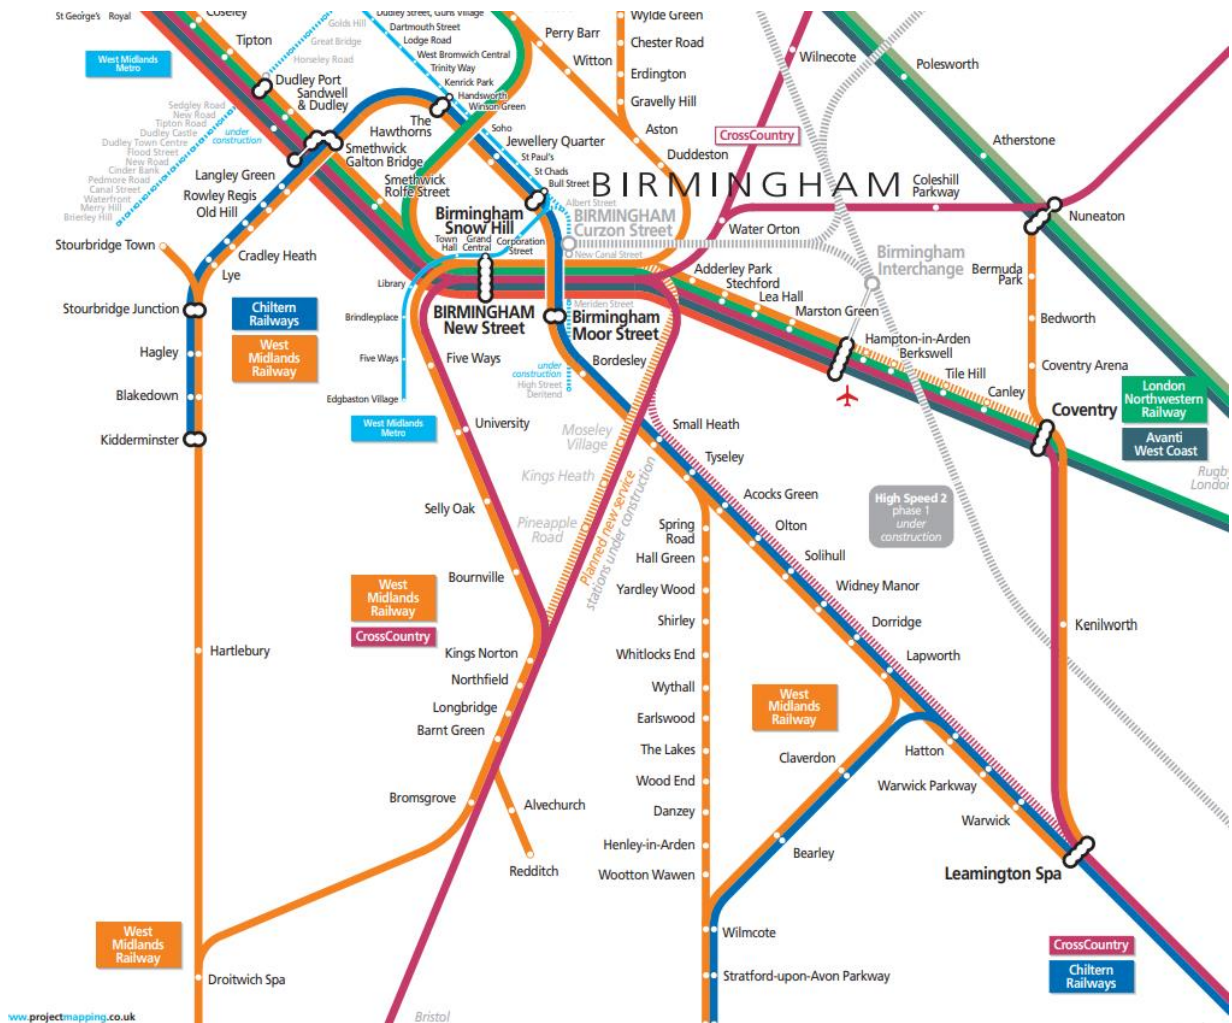 St George's Royal
Coseley
Tipton
West Midlands
Metro
Dudley Port
Sandwell
& Dudley
Golds Hill
Great Bridge
Horseley Road
Dudley Street, Guns Village
Dartmouth Street
Lodge Road
West Bromwich Central
Trinity Way
Kenrick Park
Handsworth
Winson Green
The
Hawthorns
Soho
Jewellery Quarter
St Paul's
St Chads
Bull Street
Sedgley Road
New Road
Tipton Road
Dudley Castle
Dudley Town Centre
Flood Street
New Road
Cinder Bank
Pedmore Road
Canal Street
Waterfront
Merry Hill
Brierley Hill
under
construction
Smethwick
Galton Bridge
Smethwick
Rolfe Street
Langley Green
Rowley Regis
Old Hill
Cradley Heath
Lye
Stourbridge Town
Stourbridge Junction
Hagley
Blakedown
Kidderminster
Chiltern
Railways
West
Midlands
Railway
Perry Barr
Witton
Wylde Green
Chester Road
Erdington
Gravelly Hill
Aston
Duddeston
CrossCountry
Wilnecote
Polesworth
Atherstone
BIRMINGHAM
Coleshill
Parkway
Nuneaton
Water Orton
Albert Street
BIRMINGHAM
Curzon Street
New Canal Street
Birmingham
Snow Hill
Town
Hall
Grand
Central
Corporation
Street
Library
Brindleyplace
Five Ways
Edgbaston Village
West Midlands
Metro
BIRMINGHAM
New Street
Meriden Street
Birmingham
Moor Street
Bordesley
under
construction
High Street
Deritend
Adderley Park
Stechford
Lea Hall
Marston Green
Birmingham
Interchange
Hampton-in-Arden
Berkswell
Tile Hill
Canley
Bermuda
Park
Bedworth
Coventry Arena
Coventry
London
Northwestern
Railway
Avanti
West Coast
Rugby
London
Five Ways
University
Selly Oak
Bournville
Moseley
Village
Kings Heath
Pineapple
Road
Planned new service
stations under construction
Small Heath
Tyseley
Acocks Green
Olton
Solihull
Widney Manor
Dorridge
Lapworth
High Speed 2
phase 1
under
construction
Spring
Road
Hall Green
Yardley Wood
Shirley
Whitlocks End
Wythall
Earlswood
The Lakes
Wood End
Danzey
Henley-in-Arden
Wootton Wawen
West
Midlands
Railway
CrossCountry
Kings Norton
Northfield
Longbridge
Barnt Green
Bromsgrove
Alvechurch
Redditch
Hartlebury
West
Midlands
Railway
Kenilworth
Claverdon
Hatton
Warwick Parkway
Warwick
Bearley
Leamington Spa
Wilmcote
Stratford-upon-Avon Parkway
CrossCountry
Chiltern
Railways
West
Midlands
Railway
Droitwich Spa
Bristol
www.projectmapping.co.uk